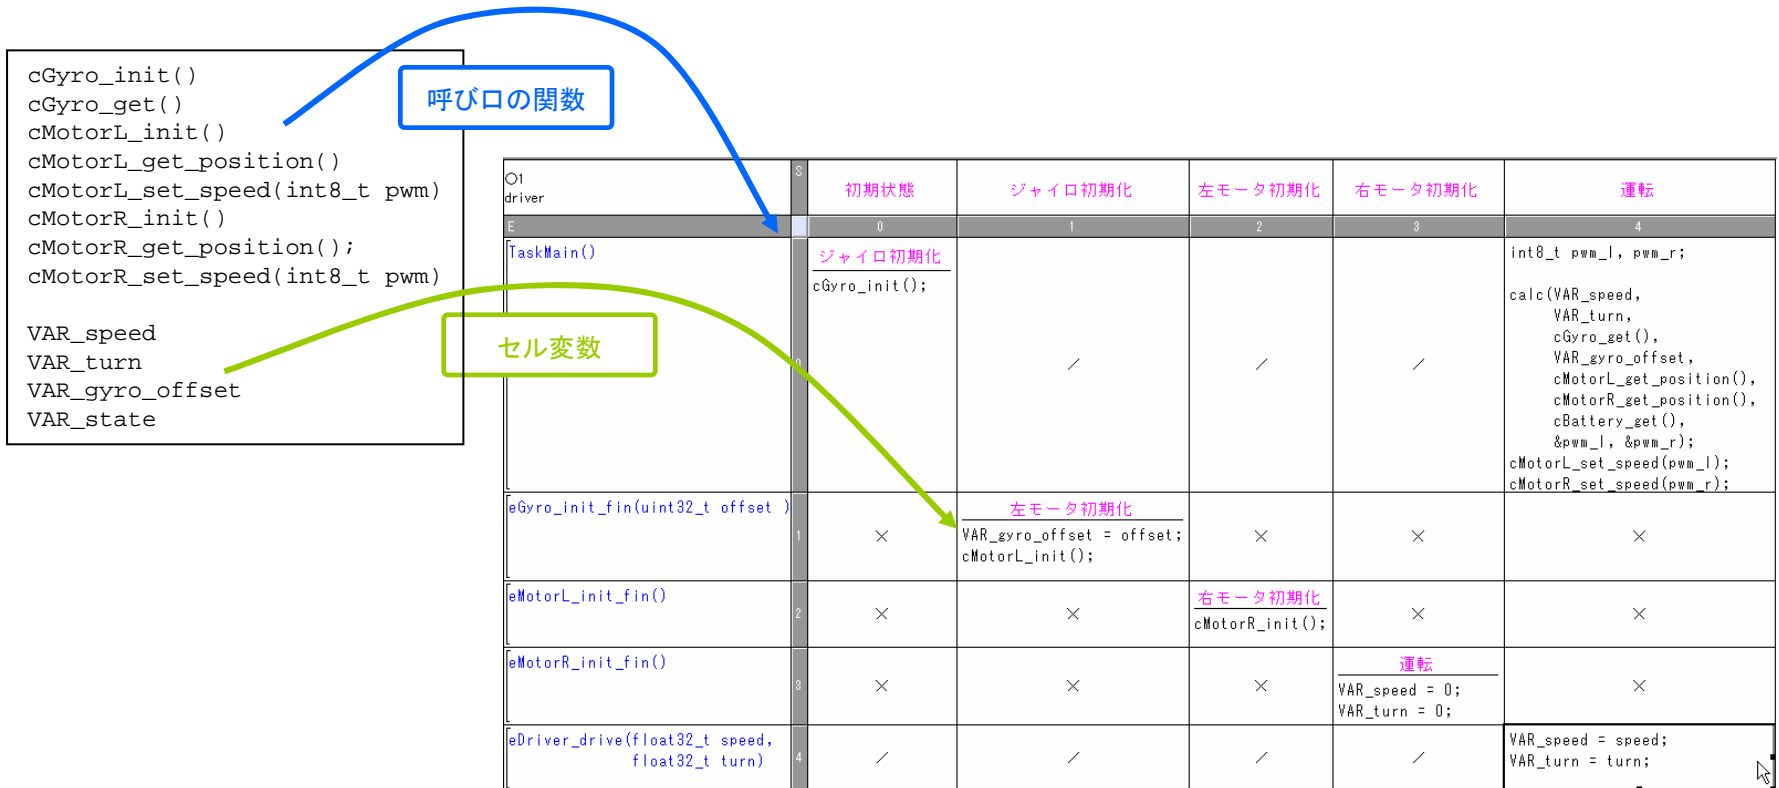 cGyro_init()
cGyro_get()
cMotorL_init()
cMotorL_get_position()
cMotorL_set_speed(int8_t pwm)
cMotorR_init()
cMotorR_get_position();
cMotorR_set_speed(int8_t pwm)
VAR_speed
VAR_turn
VAR_gyro_offset
VAR_state
呼び口の関数
セル変数
○1
driver
S
初期状態
ジャイロ初期化
左モータ初期化
右モータ初期化
運転
E
0
1
2
3
4
TaskMain()
0
ジャイロ初期化
cGyro_init();
／
／
／
int8_t pwm_l, pwm_r;
calc(VAR_speed,
VAR_turn,
cGyro_get(),
VAR_gyro_offset,
cMotorL_get_position(),
cMotorR_get_position(),
cBattery_get(),
&pwm_l, &pwm_r);
cMotorL_set_speed(pwm_l);
cMotorR_set_speed(pwm_r);
eGyro_init_fin(uint32_t offset )
1
×
左モータ初期化
VAR_gyro_offset = offset;
cMotorL_init();
×
×
×
eMotorL_init_fin()
2
×
×
右モータ初期化
cMotorR_init();
×
×
eMotorR_init_fin()
3
×
×
×
運転
VAR_speed = 0;
VAR_turn = 0;
×
eDriver_drive(float32_t speed,
float32_t turn)
4
／
／
／
／
VAR_speed = speed;
VAR_turn = turn;